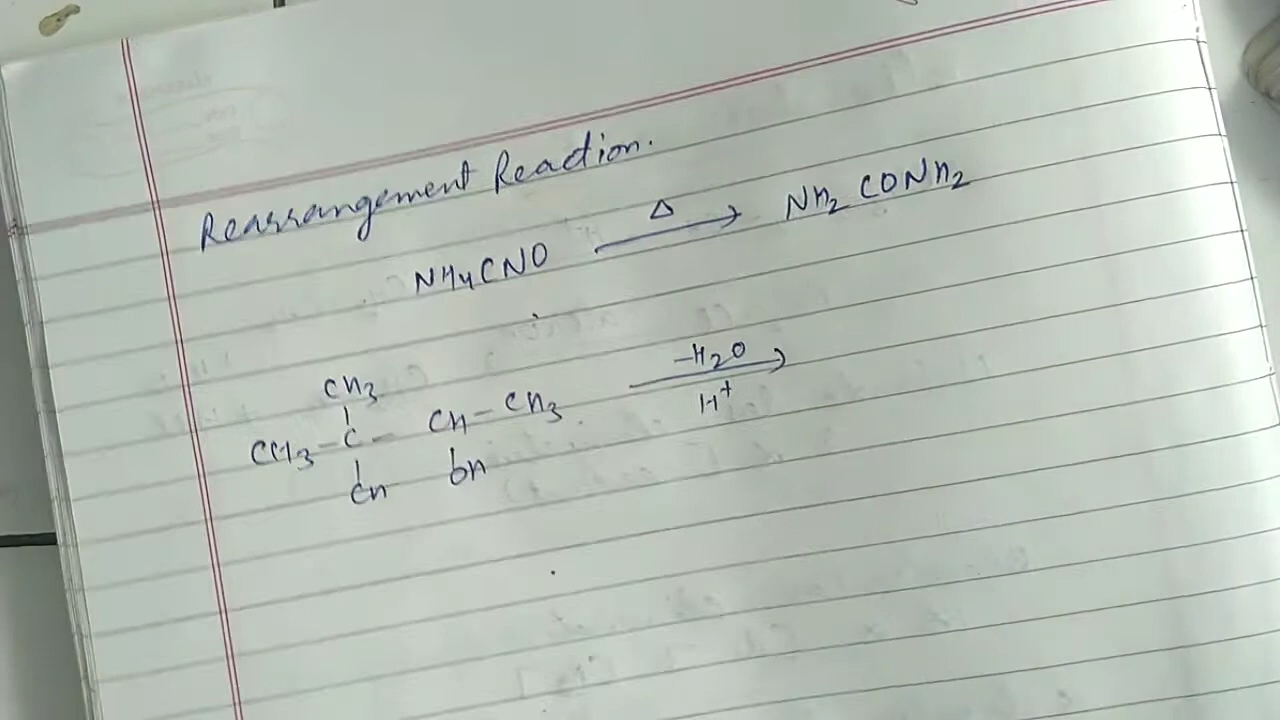 Rearrangement Reaction.
NH4CNO →Δ NH2CONH2
CH3
|
CH3-C-CH-CH3 →-H2O H+
|
OH OH